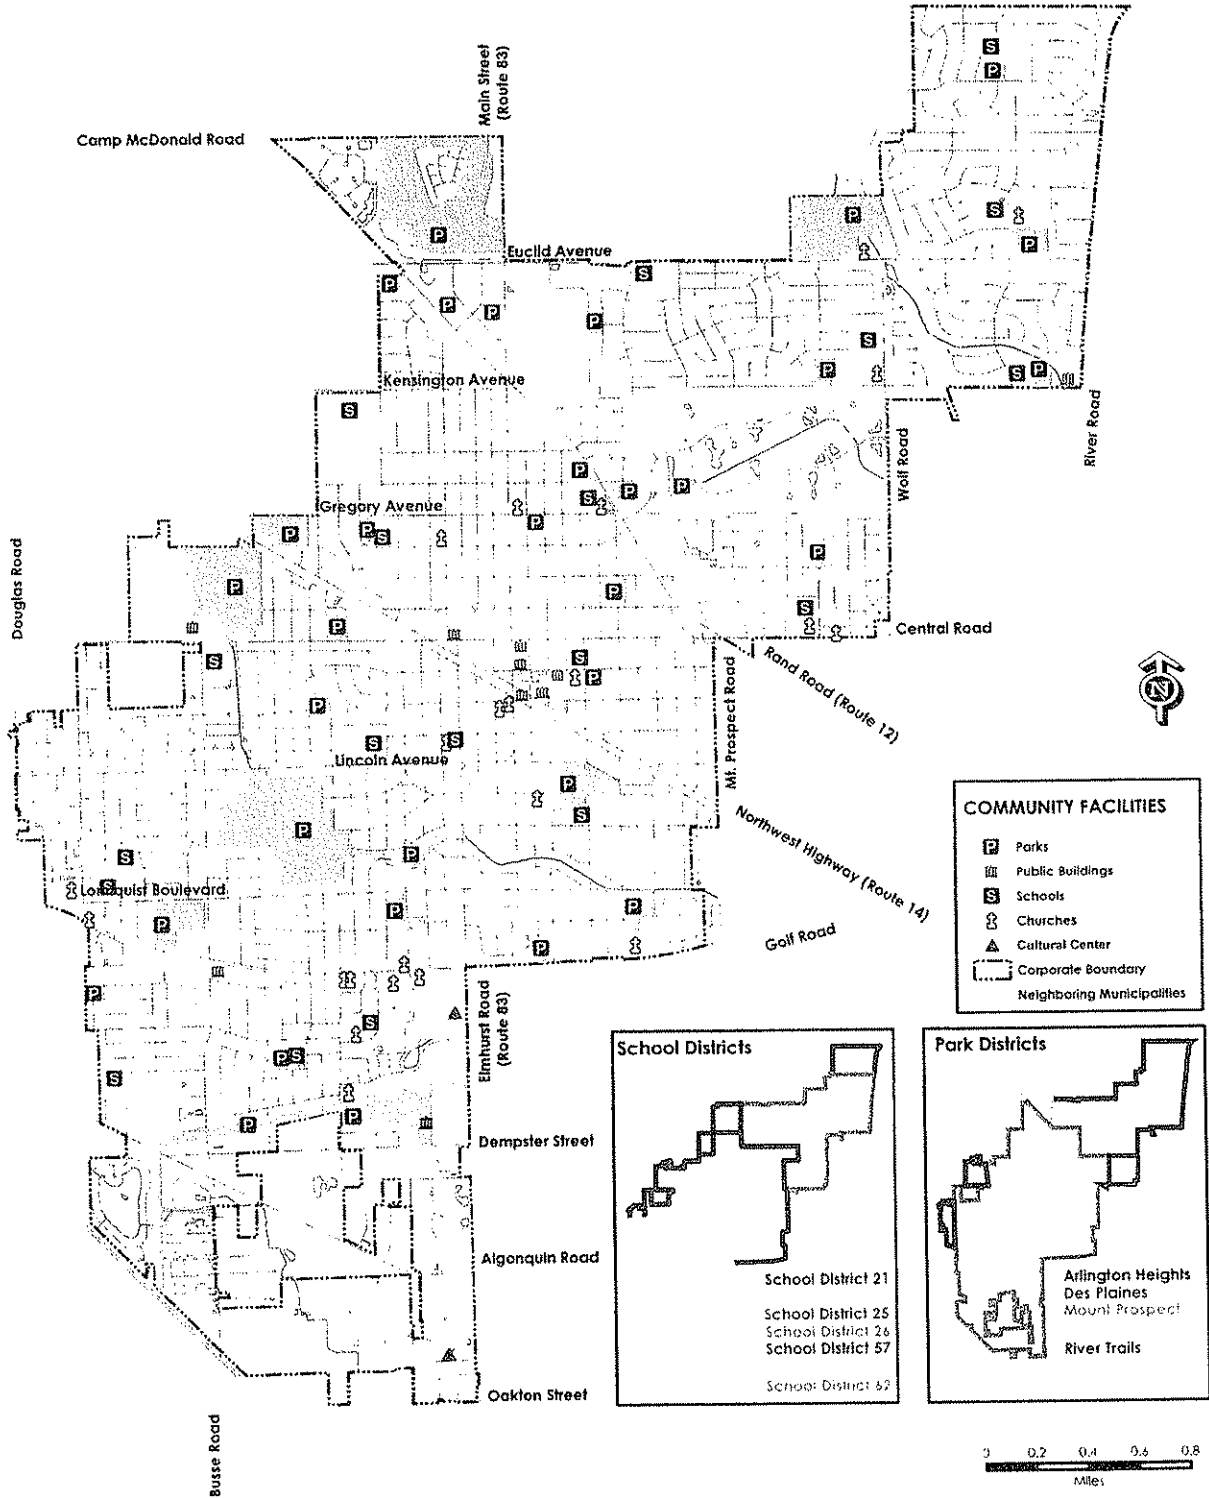 Main Street
(Route 83)
Camp McDonald Road
Euclid Avenue
Kensington Avenue
River Road
Wolf Road
Gregory Avenue
Douglas Road
Central Road
Rand Road (Route 12)
Mt. Prospect Road
N
Lincoln Avenue
Northwest Highway (Route 14)
Boulevard
Golf Road
Elmhurst Road
(Route 83)
Dempster Street
Algonquin Road
Oakton Street
Busse Road
COMMUNITY FACILITIES
P Parks
Public Buildings
S Schools
Churches
Cultural Center
Corporate Boundary
Neighboring Municipalities
School Districts
School District 21
School District 25
School District 26
School District 57
Park Districts
Arlington Heights
Des Plaines
Mount Prospect
River Trails
0.2 0.4 0.6 0.8
Miles